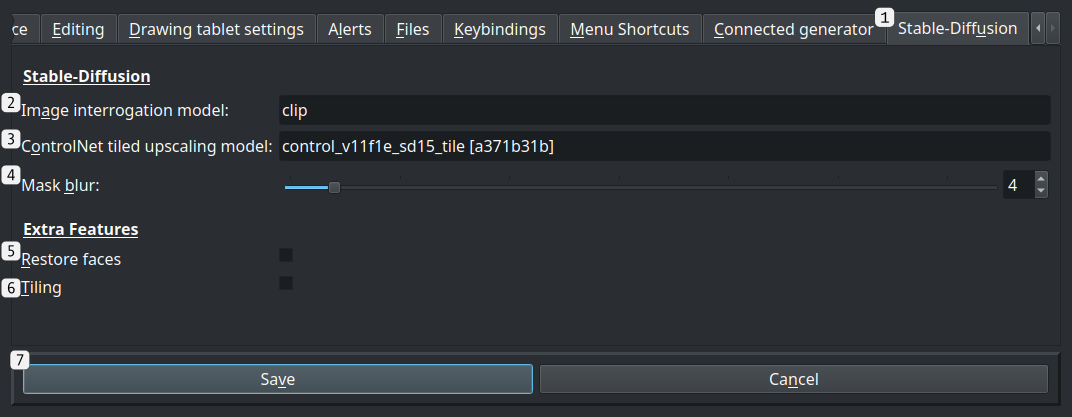 ce Editing Drawing tablet settings Alerts Files Keybindings Menu Shortcuts Connected generator 1 Stable-Diffusion
Stable-Diffusion
2 Image interrogation model: clip
3 ControlNet tiled upscaling model: control_v11f1e_sd15_tile [a371b31b]
4 Mask blur: 4
Extra Features
5 Restore faces
6 Tiling
7
Save Cancel